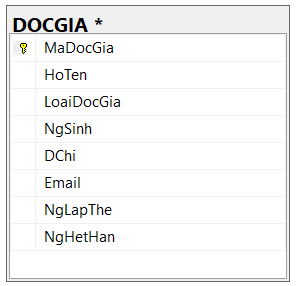 DOCGIA *
MaDocGia
HoTen
LoaiDocGia
NgSinh
DChi
Email
NgLapThe
NgHetHan